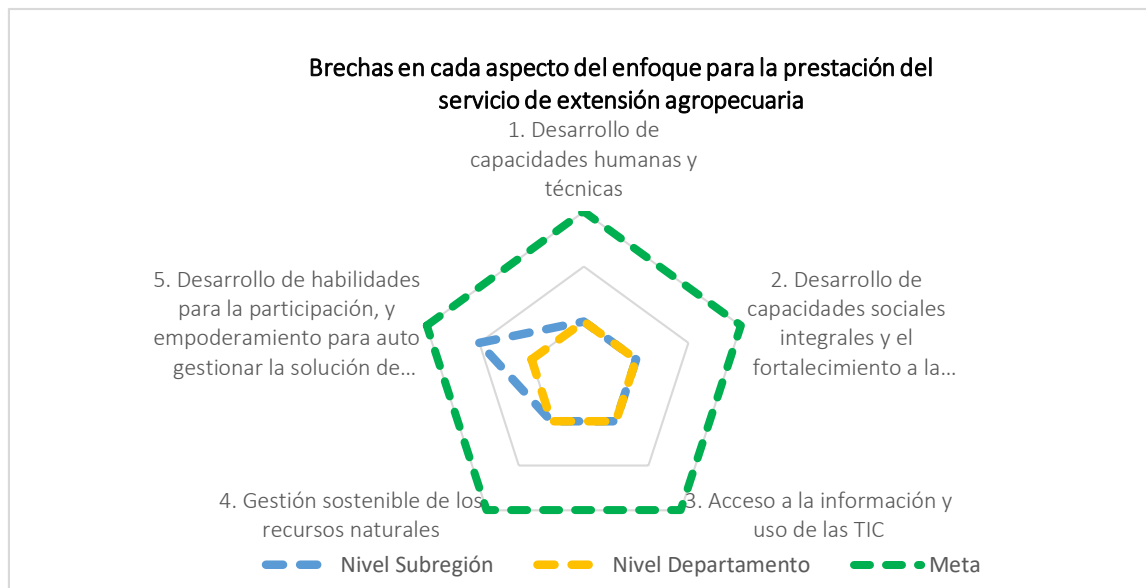 Brechas en cada aspecto del enfoque para la prestación del
servicio de extensión agropecuaria
1. Desarrollo de
capacidades humanas y
técnicas
2. Desarrollo de
capacidades sociales
integrales y el
fortalecimiento a la…
3. Acceso a la información y
uso de las TIC
4. Gestión sostenible de los
recursos naturales
5. Desarrollo de habilidades
para la participación, y
empoderamiento para auto
gestionar la solución de…
Nivel Subregión
Nivel Departamento
Meta